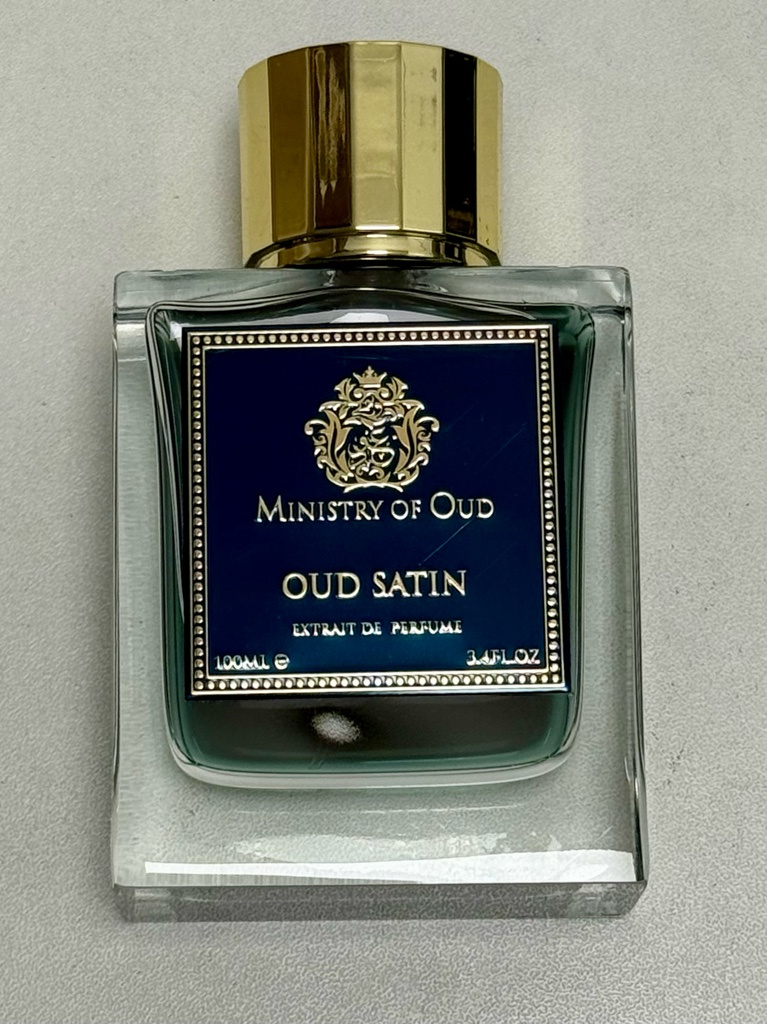 MINISTRY OF OUD
OUD SATIN
EXTRAIT DE PERFUME
100ML ℮ 3.4FL.OZ